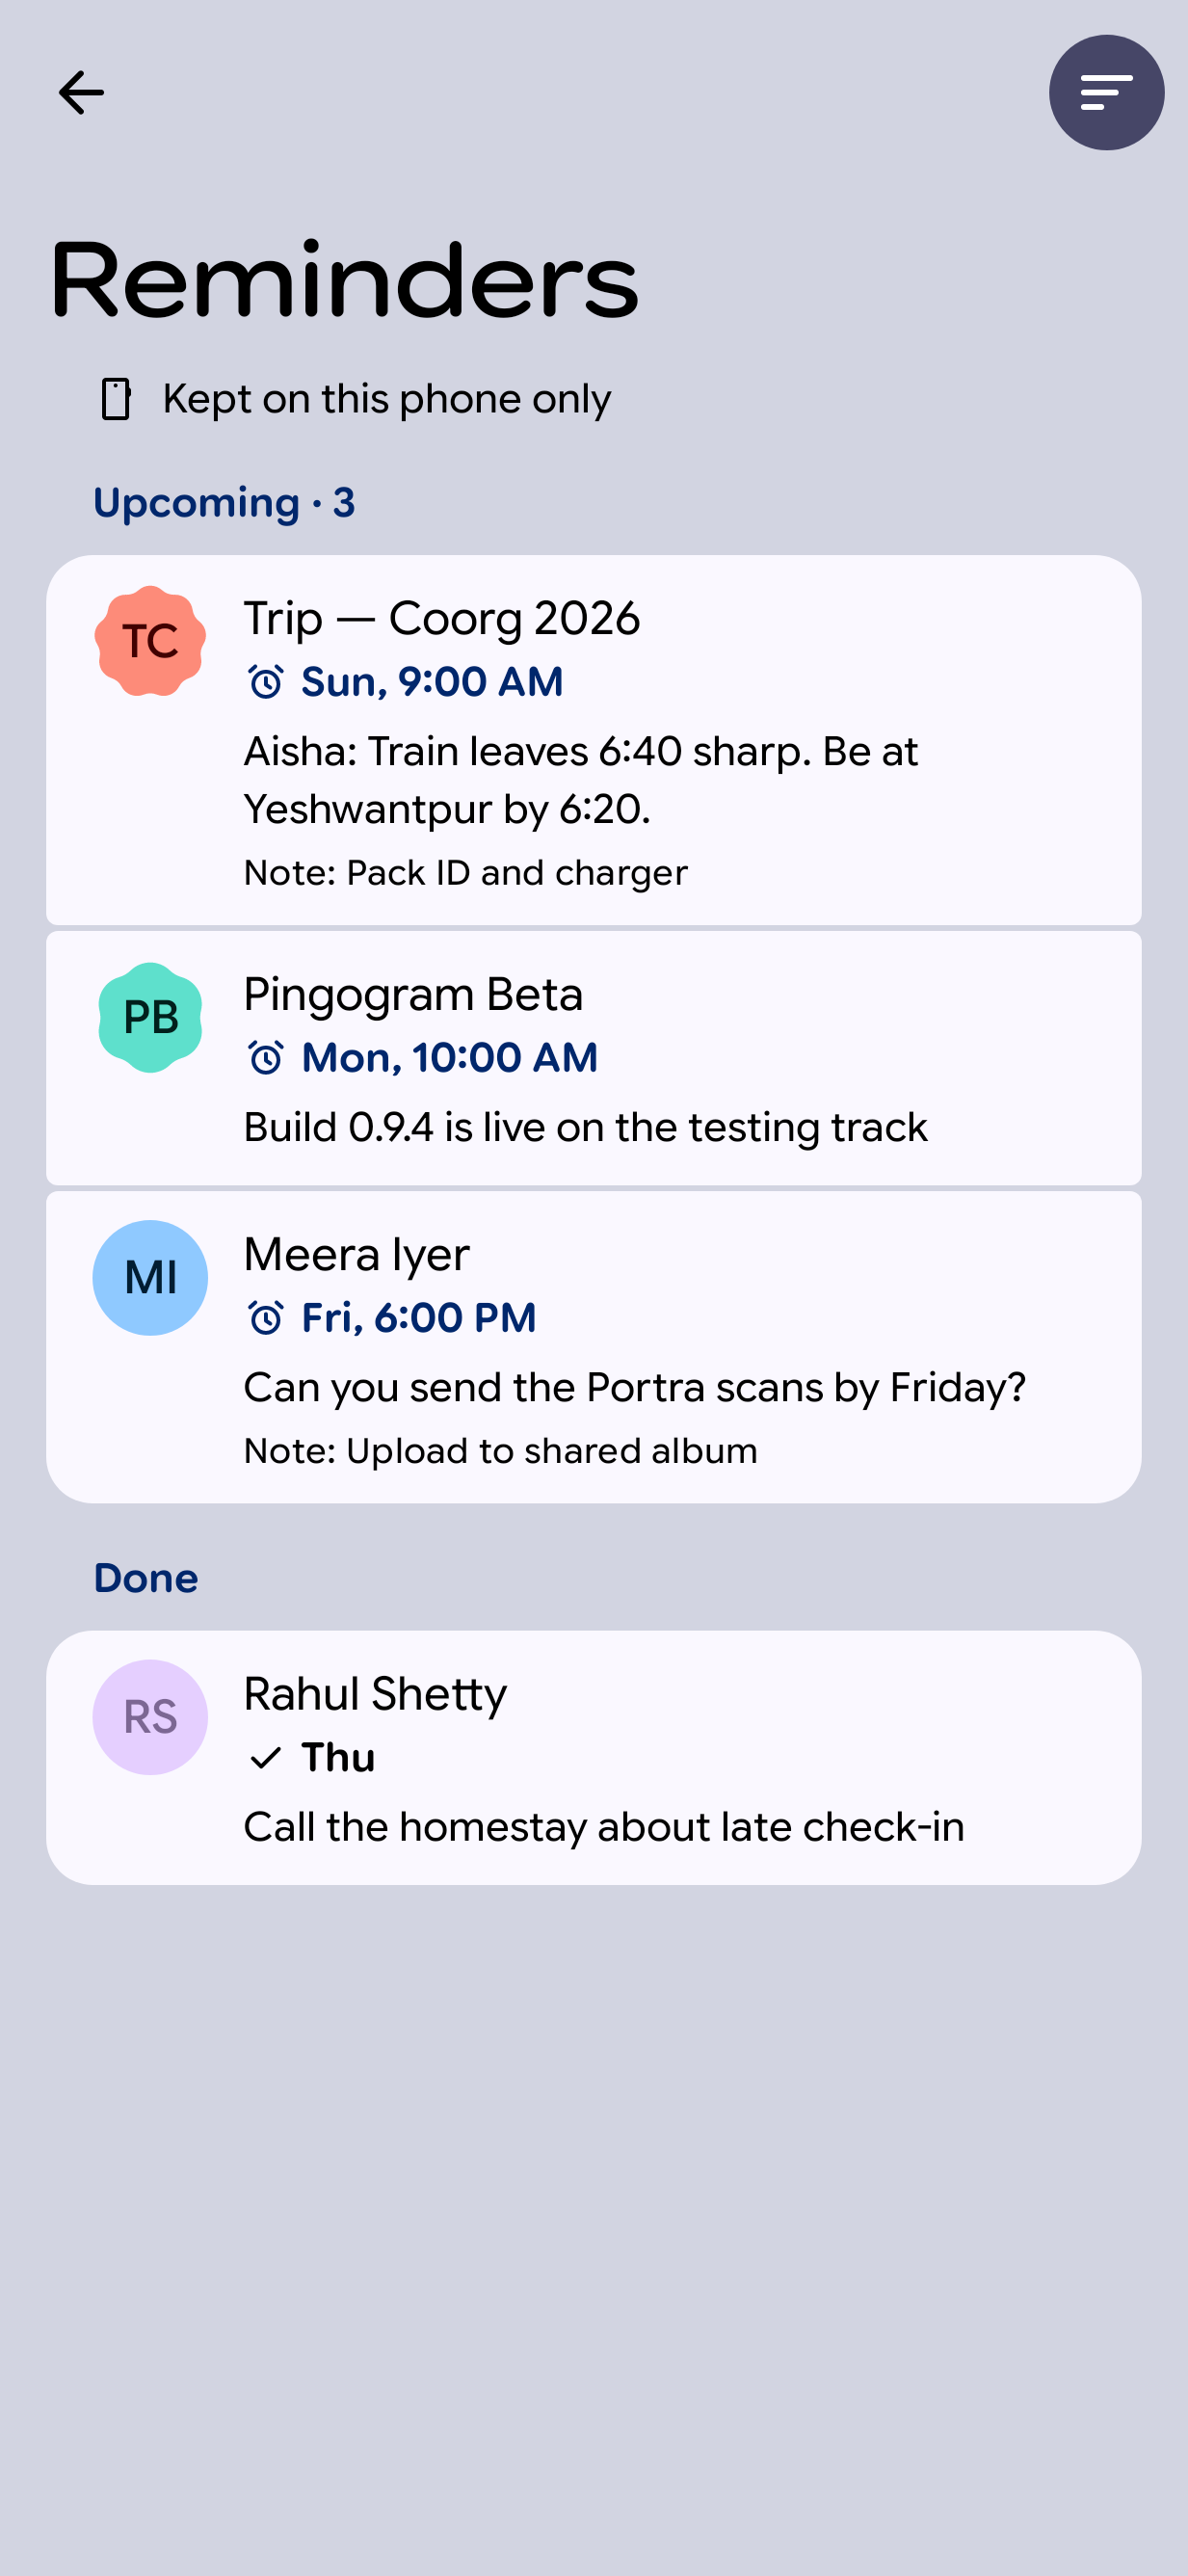 Reminders
Kept on this phone only
Upcoming · 3
TC
Trip — Coorg 2026
Sun, 9:00 AM
Aisha: Train leaves 6:40 sharp. Be at
Yeshwantpur by 6:20.
Note: Pack ID and charger
PB
Pingogram Beta
Mon, 10:00 AM
Build 0.9.4 is live on the testing track
MI
Meera Iyer
Fri, 6:00 PM
Can you send the Portra scans by Friday?
Note: Upload to shared album
Done
RS
Rahul Shetty
Thu
Call the homestay about late check-in